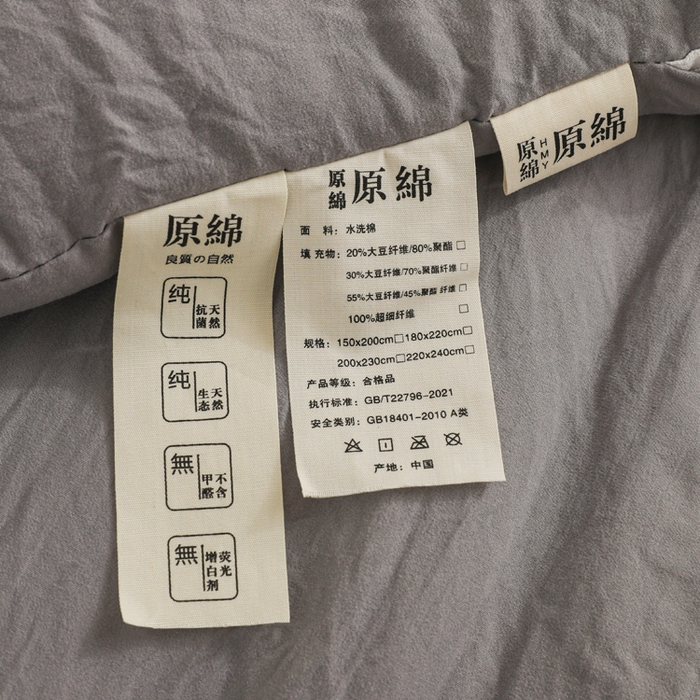 原綿
良質の自然
纯
抗天
菌然
纯
生天
态然
無
甲不
醛含
無
增荧
白光
剂
原綿 原綿
面 料：水洗棉
填充物：20%大豆纤维/80%聚酯□
30%大豆纤维/70%聚酯纤维□
55%大豆纤维/45%聚酯 纤维□
100%超细纤维 □
规格：150x200cm□180x220cm□
200x230cm□220x240cm□
产品等级：合格品
执行标准：GB/T22796-2021
安全类别：GB18401-2010 A类
产地：中国
原綿 HMY 原綿